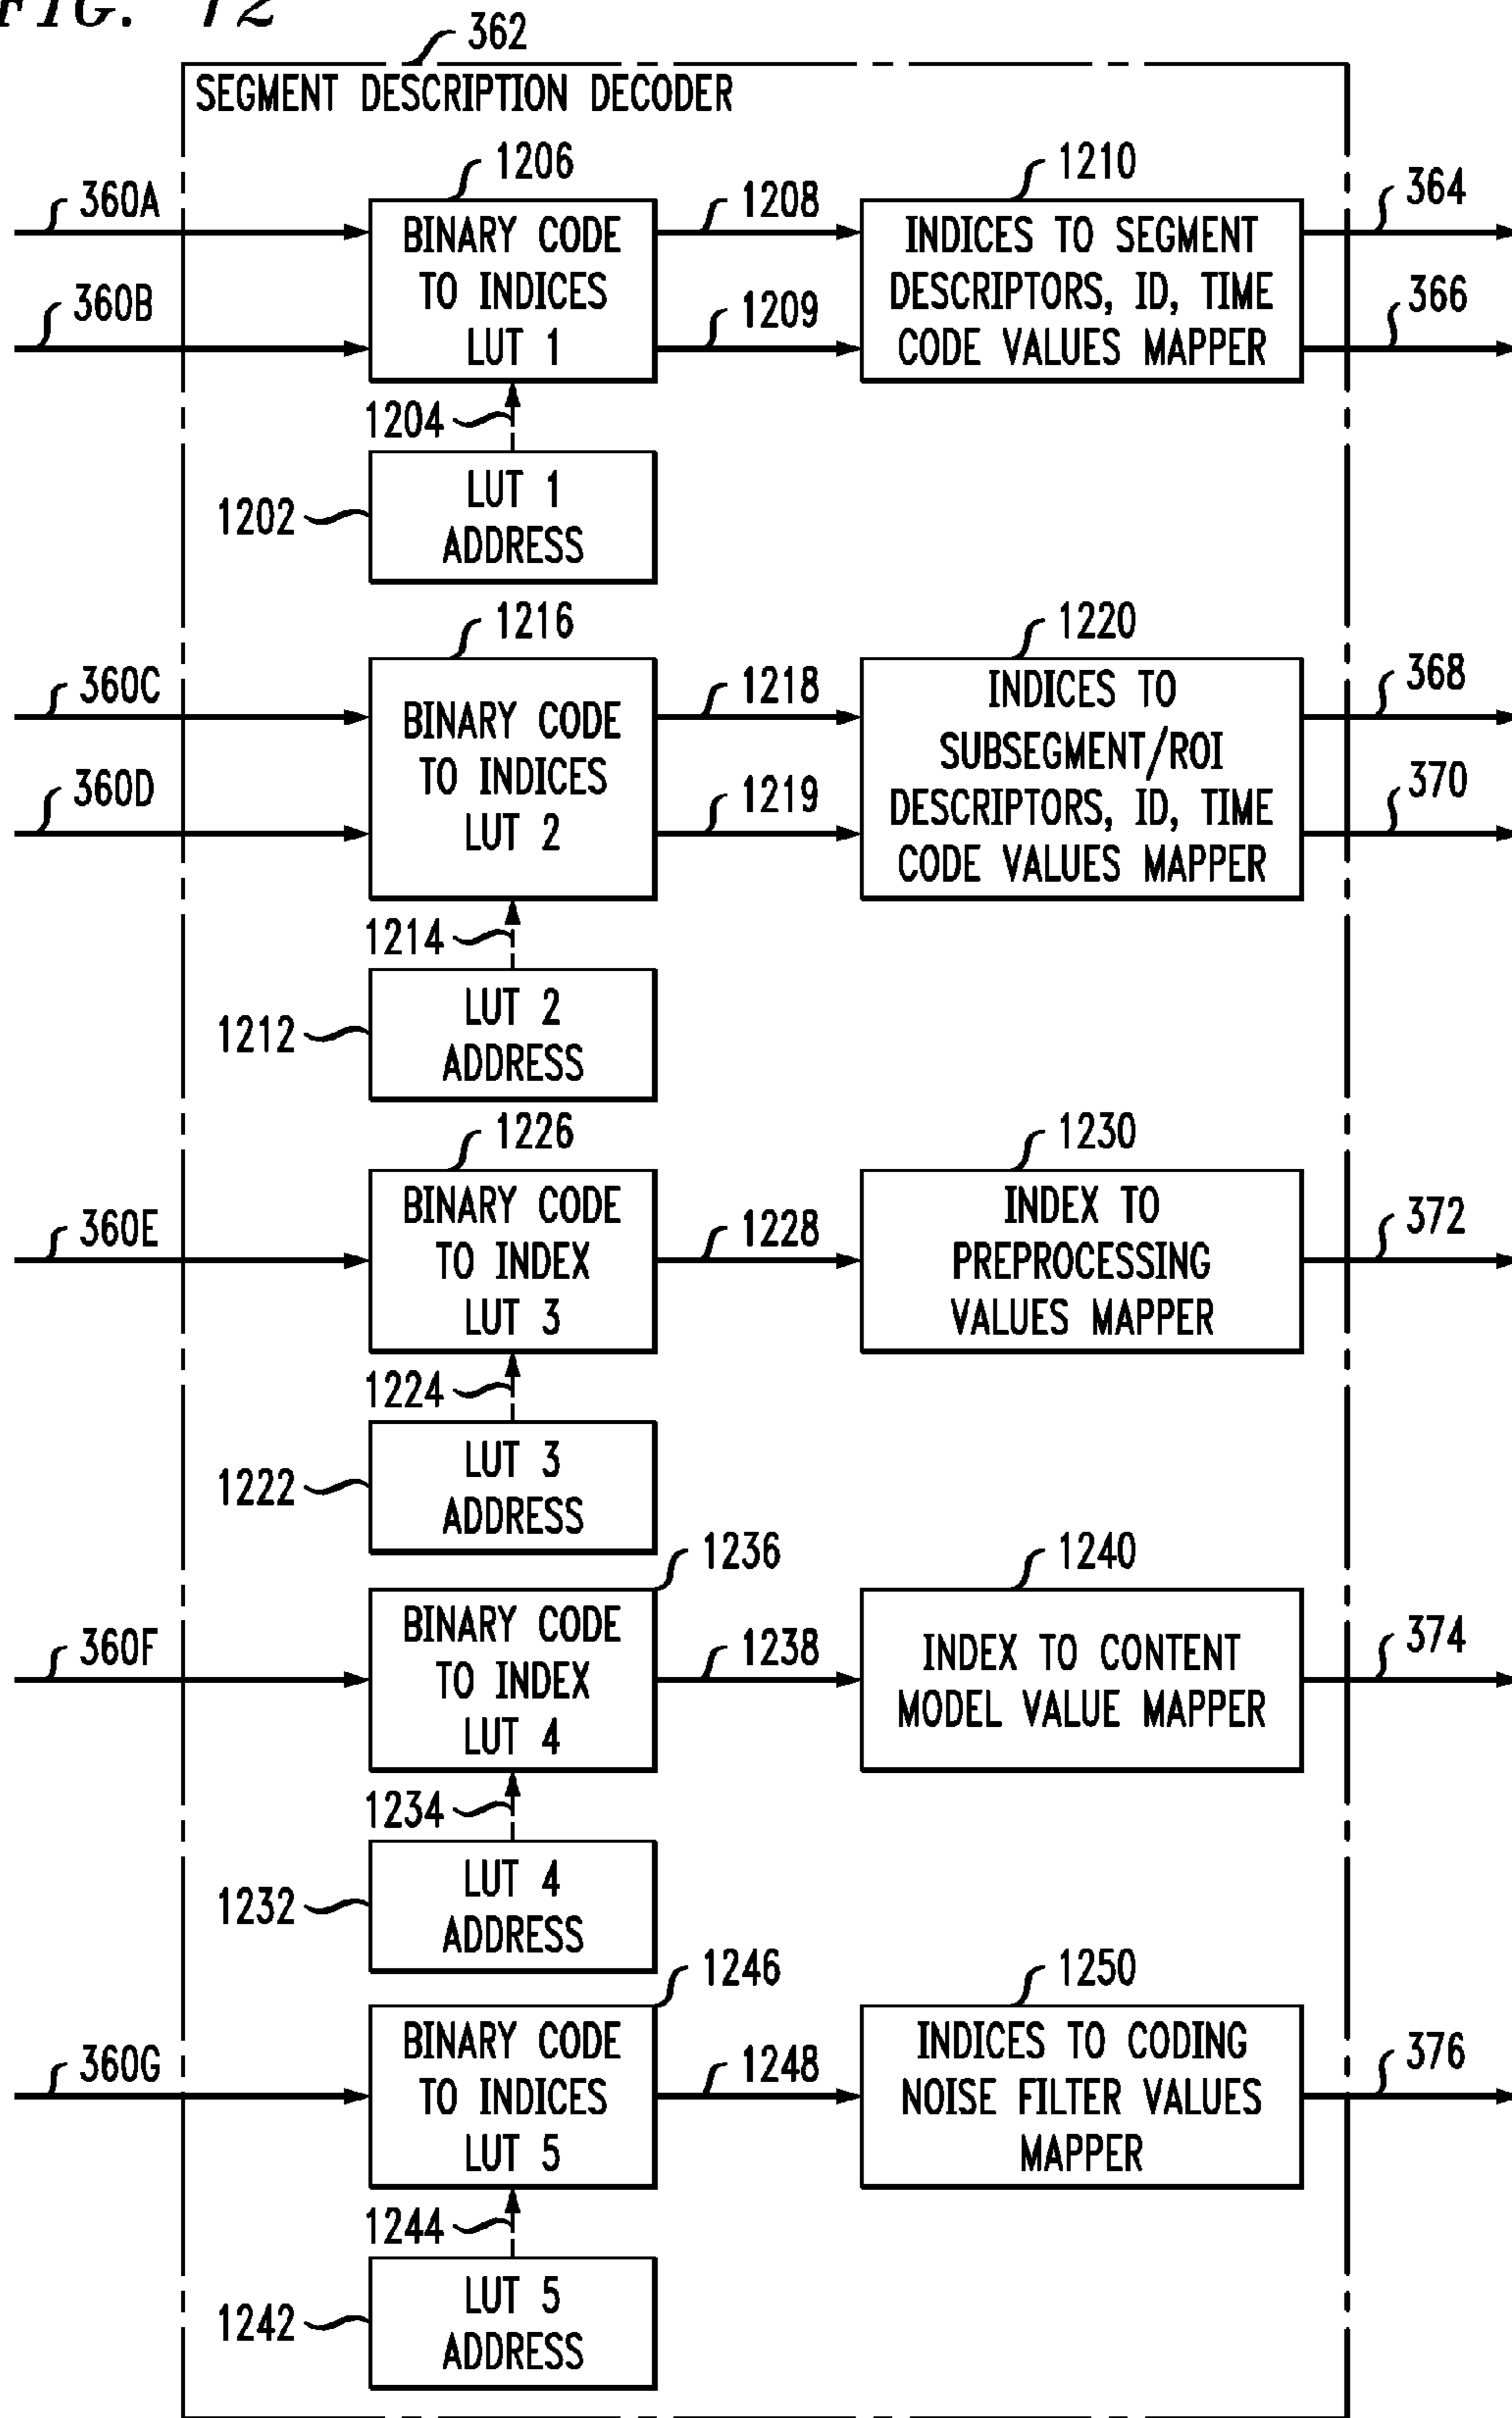 FIG. 12
362
SEGMENT DESCRIPTION DECODER
1206
1210
360A
1208
364
BINARY CODE
TO INDICES
LUT 1
INDICES TO SEGMENT
DESCRIPTORS, ID, TIME
CODE VALUES MAPPER
360B
1209
366
1204
LUT 1
ADDRESS
1202
1216
1220
360C
1218
368
BINARY CODE
TO INDICES
LUT 2
INDICES TO
SUBSEGMENT/ROI
DESCRIPTORS, ID, TIME
CODE VALUES MAPPER
360D
1219
370
1214
LUT 2
ADDRESS
1212
1226
1230
360E
BINARY CODE
TO INDEX
LUT 3
1228
INDEX TO
PREPROCESSING
VALUES MAPPER
372
1224
LUT 3
ADDRESS
1222
1236
1240
360F
BINARY CODE
TO INDEX
LUT 4
1238
INDEX TO CONTENT
MODEL VALUE MAPPER
374
1234
LUT 4
ADDRESS
1232
1246
1250
360G
BINARY CODE
TO INDICES
LUT 5
1248
INDICES TO CODING
NOISE FILTER VALUES
MAPPER
376
1244
LUT 5
ADDRESS
1242